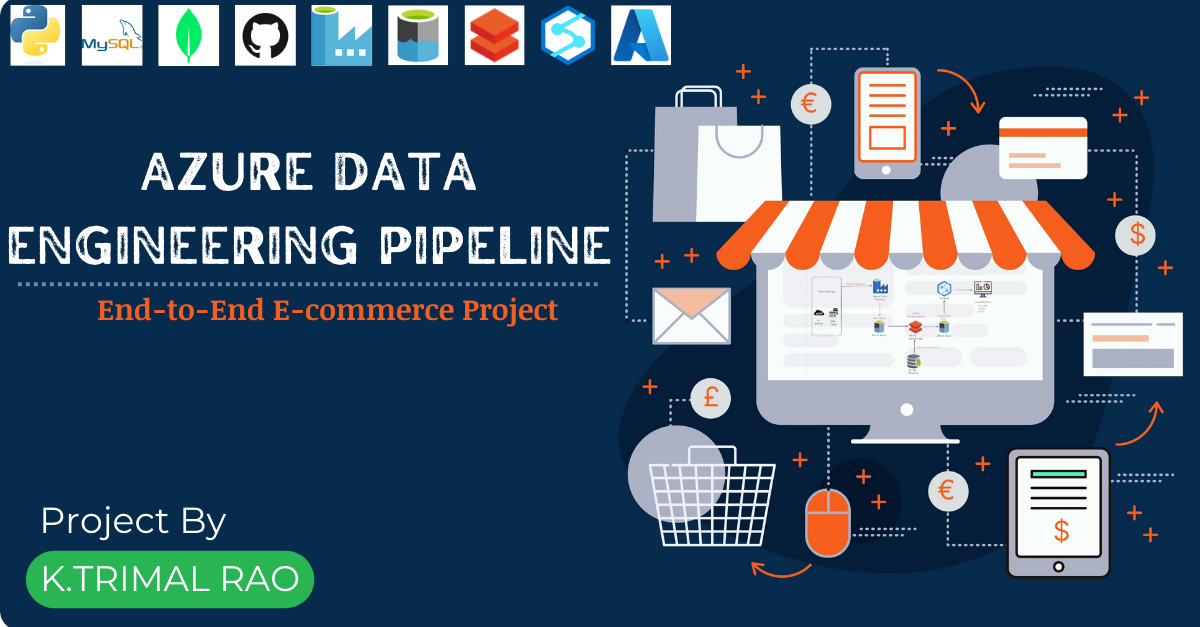 MySQL
AZURE DATA
ENGINEERING PIPELINE
End-to-End E-commerce Project
€
$
£
€
$
Project By
K.TRIMAL RAO